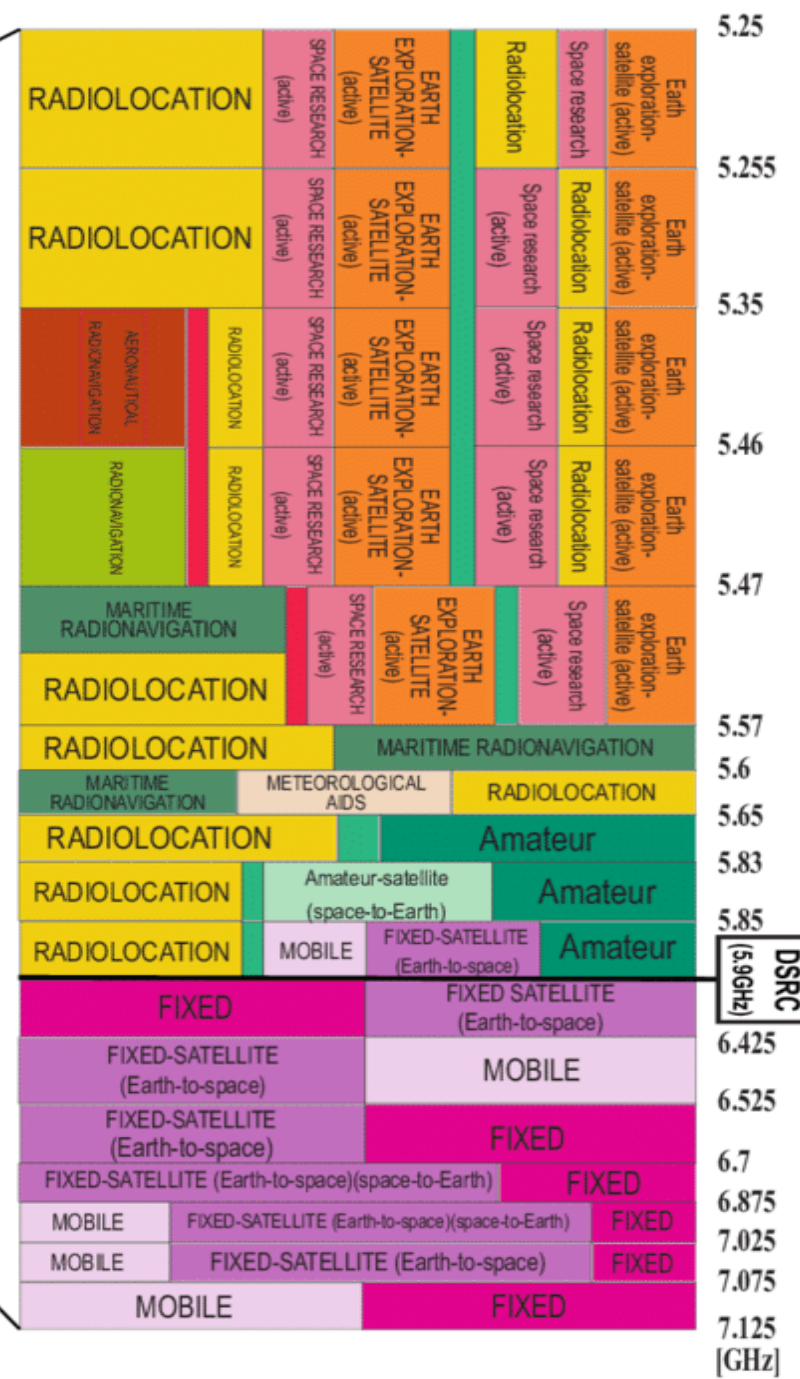 5.25
RADIOLOCATION
SPACE RESEARCH
(active)
EARTH
EXPLORATION-
SATELLITE
(active)
Radiolocation
Space research
Earth
exploration-
satellite (active)
5.255
RADIOLOCATION
SPACE RESEARCH
(active)
EARTH
EXPLORATION-
SATELLITE
(active)
Space research
(active)
Radiolocation
Earth
exploration-
satellite (active)
5.35
AERONAUTICAL
RADIONAVIGATION
RADIOLOCATION
SPACE RESEARCH
(active)
EARTH
EXPLORATION-
SATELLITE
(active)
Space research
(active)
Radiolocation
Earth
exploration-
satellite (active)
5.46
RADIONAVIGATION
RADIOLOCATION
SPACE RESEARCH
(active)
EARTH
EXPLORATION-
SATELLITE
(active)
Space research
(active)
Radiolocation
Earth
exploration-
satellite (active)
5.47
MARITIME
RADIONAVIGATION
RADIOLOCATION
SPACE RESEARCH
(active)
EARTH
EXPLORATION-
SATELLITE
(active)
Space research
(active)
Earth
exploration-
satellite (active)
5.57
RADIOLOCATION
MARITIME RADIONAVIGATION
5.6
MARITIME
RADIONAVIGATION
METEOROLOGICAL
AIDS
RADIOLOCATION
5.65
RADIOLOCATION
Amateur
5.83
RADIOLOCATION
Amateur-satellite
(space-to-Earth)
Amateur
5.85
RADIOLOCATION
MOBILE
FIXED-SATELLITE
(Earth-to-space)
Amateur
DSRC
(5.9GHz)
FIXED
FIXED SATELLITE
(Earth-to-space)
6.425
FIXED-SATELLITE
(Earth-to-space)
MOBILE
6.525
FIXED-SATELLITE
(Earth-to-space)
FIXED
6.7
FIXED-SATELLITE (Earth-to-space)(space-to-Earth)
FIXED
6.875
MOBILE
FIXED-SATELLITE (Earth-to-space)(space-to-Earth)
FIXED
7.025
MOBILE
FIXED-SATELLITE (Earth-to-space)
FIXED
7.075
MOBILE
FIXED
7.125
[GHz]